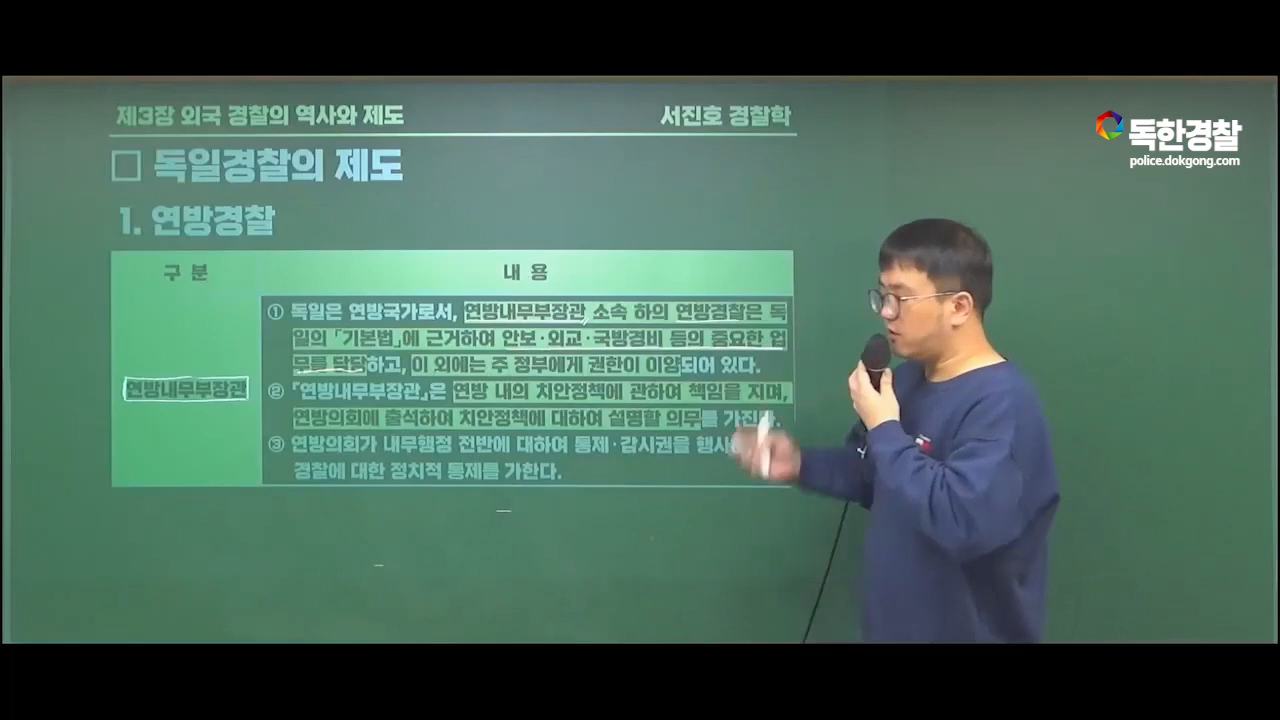 제3장 외국 경찰의 역사와 제도
서진호 경찰학
독한경찰
police.dokgong.com
□ 독일경찰의 제도
1. 연방경찰
구 분
내 용
연방내무부장관
① 독일은 연방국가로서, 연방내무부장관 소속 하의 연방경찰은 독
일의 「기본법」에 근거하여 안보·외교·국방경비 등의 중요한 업
무를 담당하고, 이 외에는 주 정부에게 권한이 이양되어 있다.
② 「연방내무부장관」은 연방 내의 치안정책에 관하여 책임을 지며,
연방의회에 출석하여 치안정책에 대하여 설명할 의무를 가진다.
③ 연방의회가 내무행정 전반에 대하여 통제·감시권을 행사
경찰에 대한 정치적 통제를 가한다.